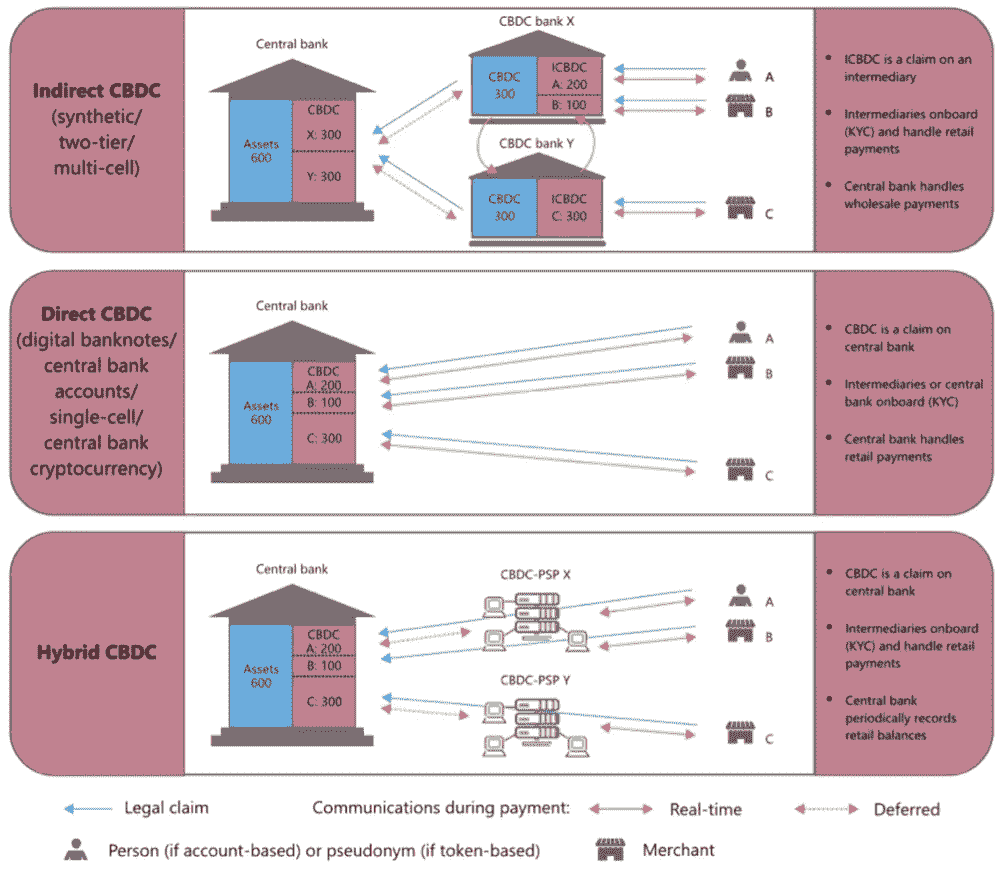 Indirect CBDC
(synthetic/
two-tier/
multi-cell)
Central bank
Assets
600
CBDC
X: 300
Y: 300
CBDC bank X
CBDC
300
ICBDC
A: 200
B: 100
CBDC bank Y
CBDC
300
ICBDC
C: 300
A
B
C
• ICBDC is a claim on an
intermediary
• Intermediaries onboard
(KYC) and handle retail
payments
• Central bank handles
wholesale payments
Direct CBDC
(digital banknotes/
central bank
accounts/
single-cell/
central bank
cryptocurrency)
Central bank
Assets
600
CBDC
A: 200
B: 100
C: 300
A
B
C
• CBDC is a claim on
central bank
• Intermediaries or central
bank onboard (KYC)
• Central bank handles
retail payments
Hybrid CBDC
Central bank
Assets
600
CBDC
A: 200
B: 100
C: 300
CBDC-PSP X
CBDC-PSP Y
A
B
C
• CBDC is a claim on
central bank
• Intermediaries onboard
(KYC) and handle retail
payments
• Central bank
periodically records
retail balances
Legal claim
Communications during payment:
Real-time
Deferred
Person (if account-based) or pseudonym (if token-based)
Merchant